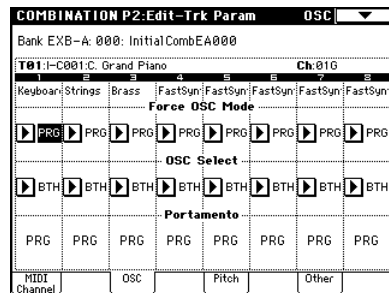 COMBINATION P2:Edit-Trk Param OSC
Bank EXB-A: 000: InitialCombEA000
T01:I-C001:C. Grand Piano Ch:01G
1 2 3 4 5 6 7 8
Keyboar Strings Brass FastSyn FastSyn FastSyn FastSyn FastSyn
Force OSC Mode
PRG PRG PRG PRG PRG PRG PRG PRG
OSC Select
BTH BTH BTH BTH BTH BTH BTH BTH
Portamento
PRG PRG PRG PRG PRG PRG PRG PRG
MIDI Channel OSC Pitch Other